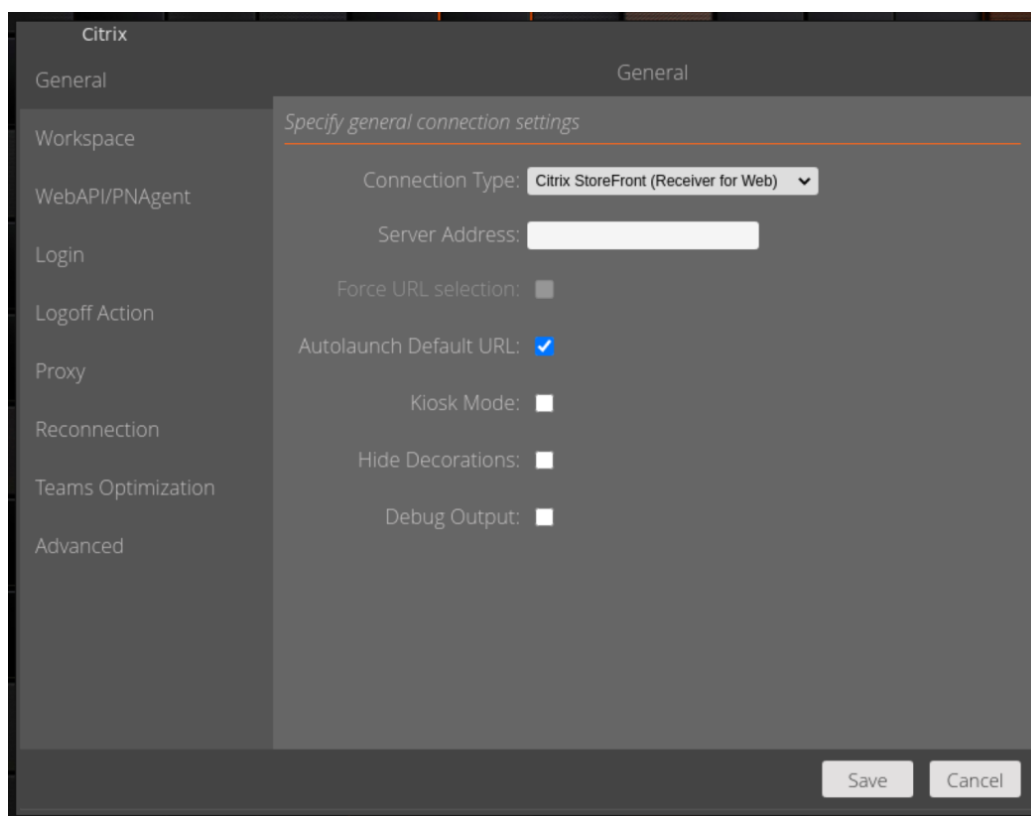 Citrix
General
General
Specify general connection settings
Workspace
WebAPI/PNAgent
Login
Logoff Action
Proxy
Reconnection
Teams Optimization
Advanced
Connection Type: Citrix StoreFront (Receiver for Web)
Server Address:
Force URL selection:
Autolaunch Default URL:
Kiosk Mode:
Hide Decorations:
Debug Output:
Save Cancel